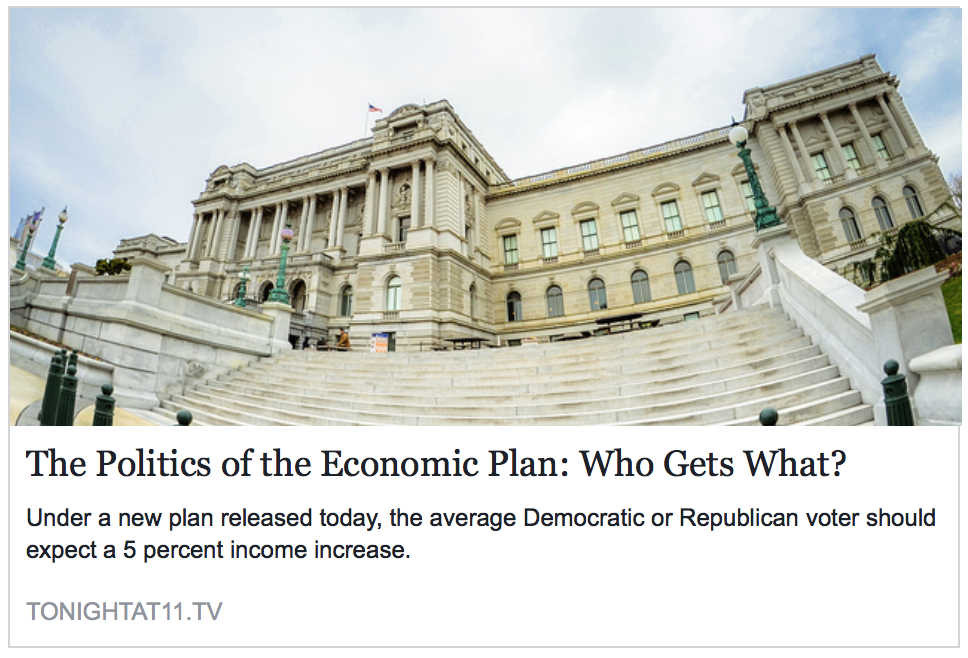 The Politics of the Economic Plan: Who Gets What?
Under a new plan released today, the average Democratic or Republican voter should
expect a 5 percent income increase.
TONIGHTAT11.TV